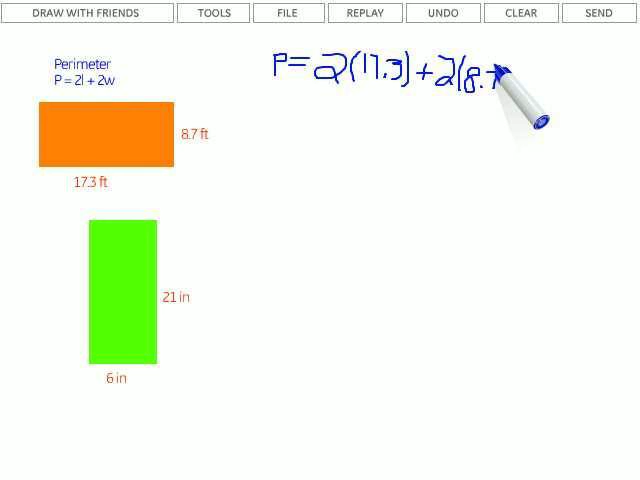 DRAW WITH FRIENDS TOOLS FILE REPLAY UNDO CLEAR SEND
Perimeter
P = 2l + 2w
P = 2(17.3) + 2(8.7
8.7 ft
17.3 ft
21 in
6 in